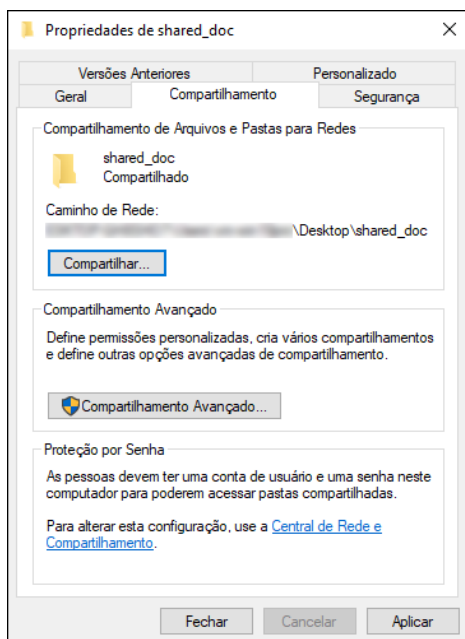 Propriedades de shared_doc
Versões Anteriores
Personalizado
Geral
Compartilhamento
Segurança
Compartilhamento de Arquivos e Pastas para Redes
shared_doc
Compartilhado
Caminho de Rede:
\Desktop\shared_doc
Compartilhar...
Compartilhamento Avançado
Define permissões personalizadas, cria vários compartilhamentos
e define outras opções avançadas de compartilhamento.
Compartilhamento Avançado...
Proteção por Senha
As pessoas devem ter uma conta de usuário e uma senha neste
computador para poderem acessar pastas compartilhadas.
Para alterar esta configuração, use a Central de Rede e
Compartilhamento.
Fechar
Cancelar
Aplicar